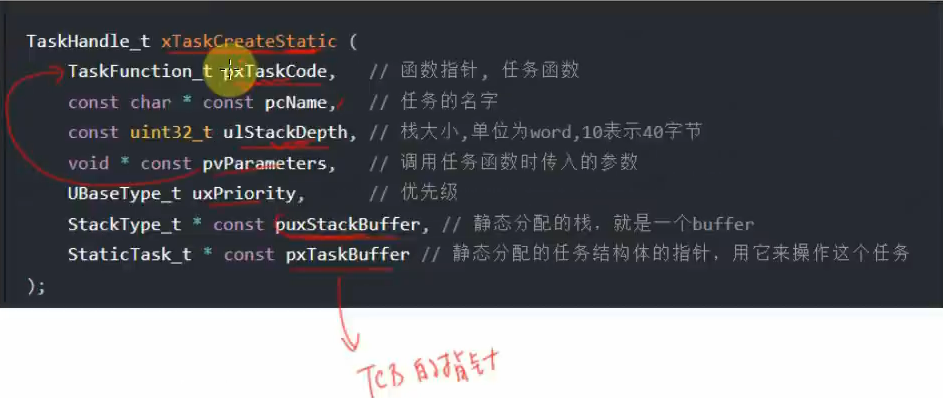 TaskHandle_t xTaskCreateStatic (
TaskFunction_t pxTaskCode, // 函数指针, 任务函数
const char * const pcName, // 任务的名字
const uint32_t ulStackDepth, // 栈大小,单位为word,10表示40字节
void * const pvParameters, // 调用任务函数时传入的参数
UBaseType_t uxPriority, // 优先级
StackType_t * const puxStackBuffer, // 静态分配的栈，就是一个buffer
StaticTask_t * const pxTaskBuffer // 静态分配的任务结构体的指针，用它来操作这个任务
);
TCB的指针